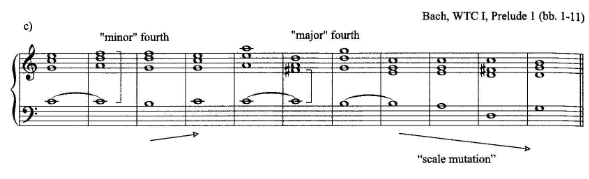 Bach, WTC I, Prelude 1 (bb. 1-11)
c)
"minor" fourth
"major" fourth
"scale mutation"